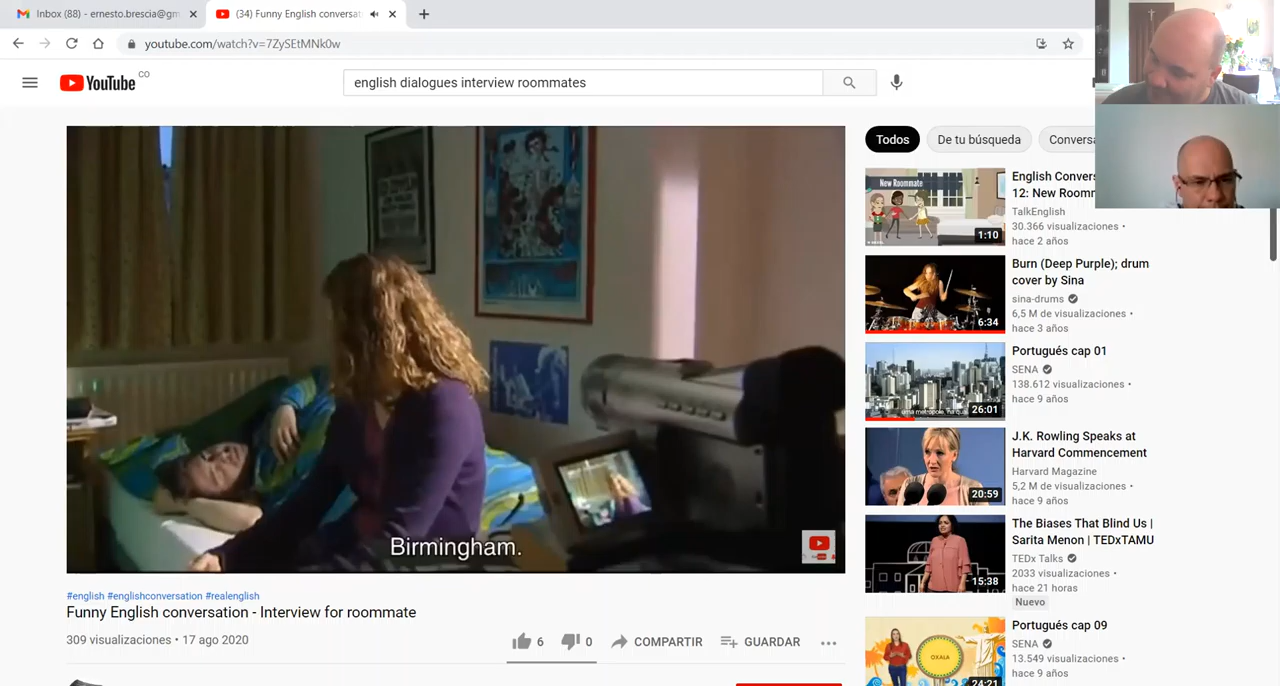 Inbox (88) - ernesto.brescia@gm
(34) Funny English conversat
youtube.com/watch?v=7ZySEtMNk0w
YouTube CO
english dialogues interview roommates
Todos
De tu búsqueda
Conversa
Birmingham.
New Roommate
1:10
English Convers
12: New Roomm
TalkEnglish
30.366 visualizaciones •
hace 2 años
6:34
Burn (Deep Purple); drum
cover by Sina
sina-drums
6,5 M de visualizaciones •
hace 3 años
26:01
Portugués cap 01
SENA
138.612 visualizaciones •
hace 9 años
20:59
J.K. Rowling Speaks at
Harvard Commencement
Harvard Magazine
5,2 M de visualizaciones •
hace 9 años
15:38
The Biases That Blind Us |
Sarita Menon | TEDxTAMU
TEDx Talks
2033 visualizaciones •
hace 21 horas
Nuevo
OXALA
24:21
Portugués cap 09
SENA
13.549 visualizaciones •
hace 9 años
#english #englishconversation #realenglish
Funny English conversation - Interview for roommate
309 visualizaciones • 17 ago 2020
6
0
COMPARTIR
GUARDAR